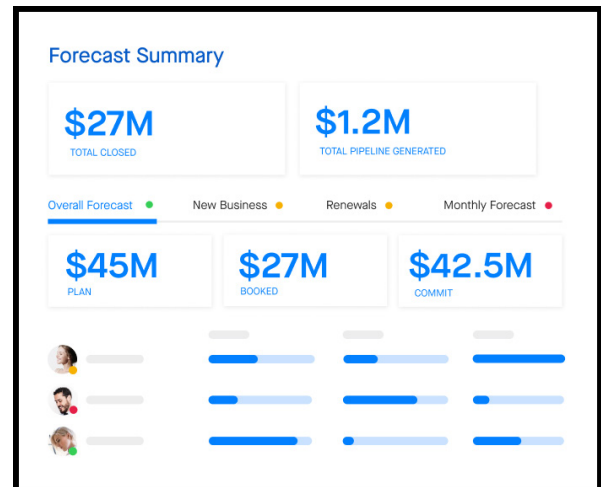 Forecast Summary
$27M
TOTAL CLOSED
$1.2M
TOTAL PIPELINE GENERATED
Overall Forecast
New Business
Renewals
Monthly Forecast
$45M
PLAN
$27M
BOOKED
$42.5M
COMMIT